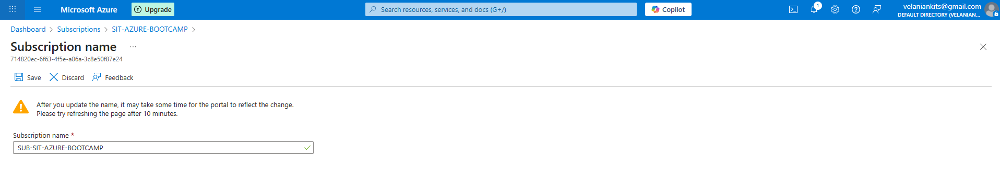 Microsoft Azure
Upgrade
Search resources, services, and docs (G+/)
Copilot
1
velaniankits@gmail.com
DEFAULT DIRECTORY (VELANIAN...
Dashboard > Subscriptions > SIT-AZURE-BOOTCAMP >
Subscription name ...
714820ec-6f63-4f5e-a06a-3c8e50f87e24
Save Discard Feedback
After you update the name, it may take some time for the portal to reflect the change.
Please try refreshing the page after 10 minutes.
Subscription name *
SUB-SIT-AZURE-BOOTCAMP